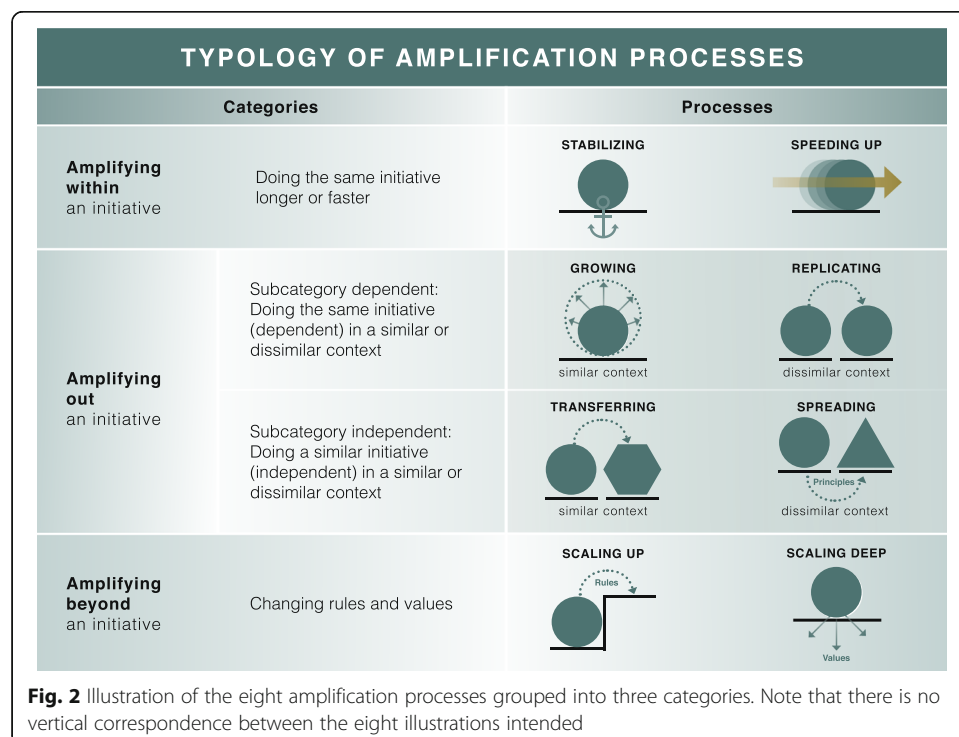 TYPOLOGY OF AMPLIFICATION PROCESSES
Categories
Processes
Amplifying
within
an initiative
Doing the same initiative
longer or faster
STABILIZING
SPEEDING UP
Amplifying
out
an initiative
Subcategory dependent:
Doing the same initiative
(dependent) in a similar or
dissimilar context
GROWING
similar context
REPLICATING
dissimilar context
Subcategory independent:
Doing a similar initiative
(independent) in a similar or
dissimilar context
TRANSFERRING
similar context
SPREADING
Principles
dissimilar context
Amplifying
beyond
an initiative
Changing rules and values
SCALING UP
Rules
SCALING DEEP
Values
Fig. 2 Illustration of the eight amplification processes grouped into three categories. Note that there is no
vertical correspondence between the eight illustrations intended